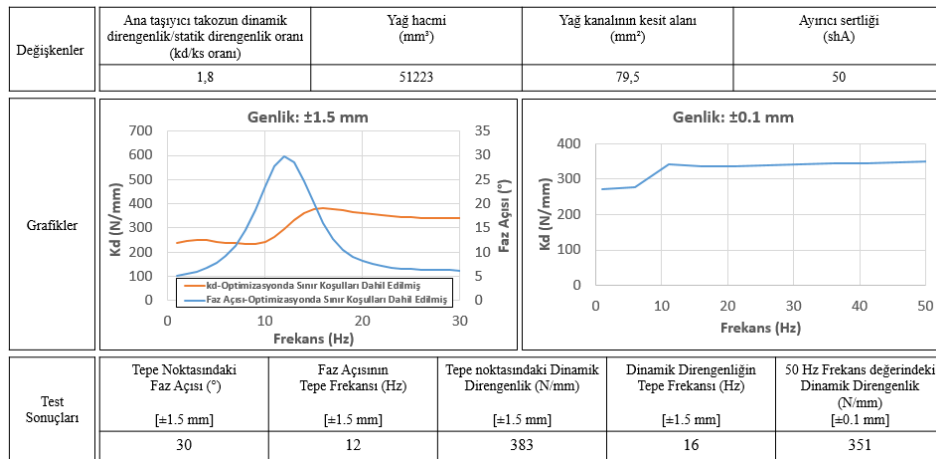 Değişkenler
Ana taşıyıcı takozun dinamik
direngenlik/statik direngenlik oranı
(kd/ks oranı)
Yağ hacmi
(mm³)
Yağ kanalının kesit alanı
(mm²)
Ayırıcı sertliği
(shA)
1,8
51223
79,5
50
Grafikler
Genlik: ±1.5 mm
Kd (N/mm)
700
600
500
400
300
200
100
0
35
30
25
20
15
10
5
0
Faz Açısı (°)
kd-Optimizasyonda Sınır Koşulları Dahil Edilmiş
Faz Açısı-Optimizasyonda Sınır Koşulları Dahil Edilmiş
0 10 20 30
Frekans (Hz)
Genlik: ±0.1 mm
Kd (N/mm)
400
300
200
100
0
0 10 20 30 40 50
Frekans (Hz)
Test
Sonuçları
Tepe Noktasındaki
Faz Açısı (°)
[±1.5 mm]
Faz Açısının
Tepe Frekansı (Hz)
[±1.5 mm]
Tepe noktasındaki Dinamik
Direngenlik (N/mm)
[±1.5 mm]
Dinamik Direngenliğin
Tepe Frekansı (Hz)
[±1.5 mm]
50 Hz Frekans değerindeki
Dinamik Direngenlik
(N/mm)
[±0.1 mm]
30
12
383
16
351